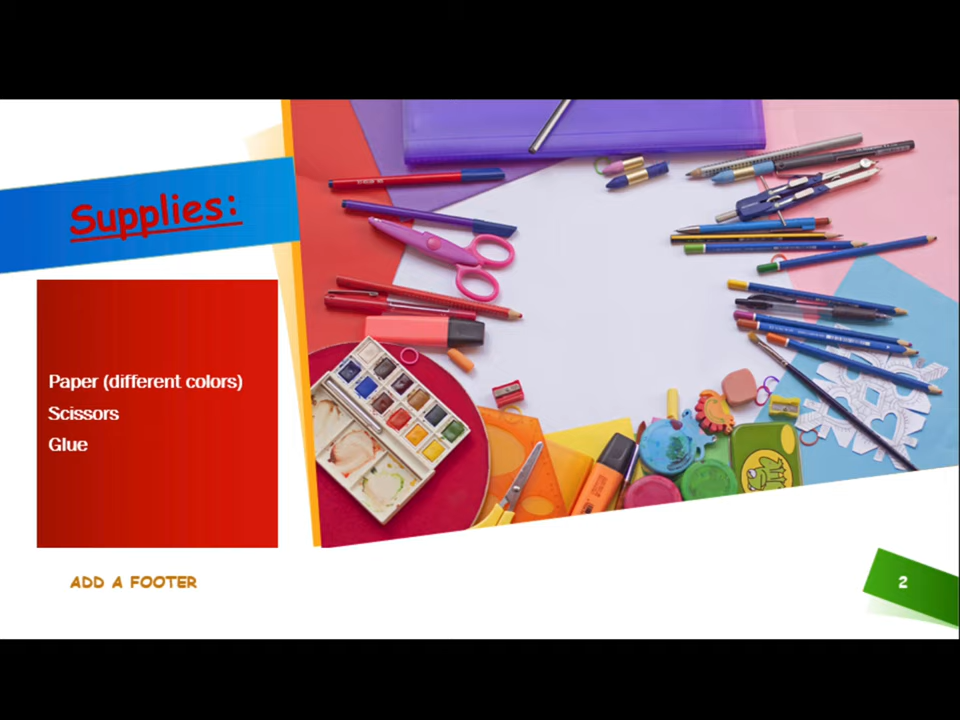 Supplies:
Paper (different colors)
Scissors
Glue
ADD A FOOTER
2